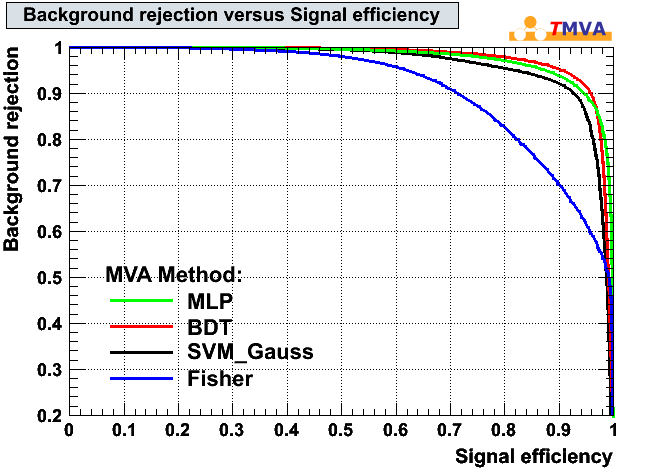 Background rejection versus Signal efficiency
TMVA
Background rejection
1
0.9
0.8
0.7
0.6
0.5
0.4
0.3
0.2
MVA Method:
MLP
BDT
SVM_Gauss
Fisher
0 0.1 0.2 0.3 0.4 0.5 0.6 0.7 0.8 0.9 1
Signal efficiency